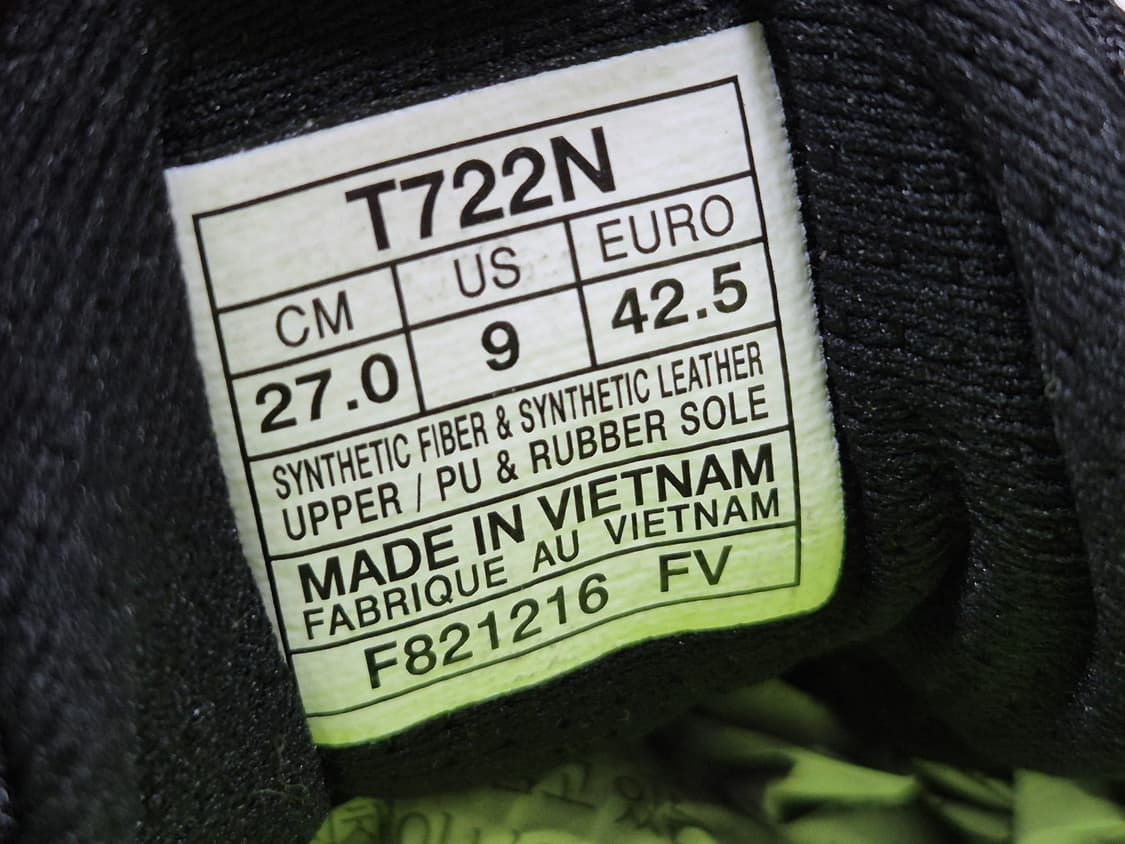 T722N
CM US EURO
27.0 9 42.5
SYNTHETIC FIBER & SYNTHETIC LEATHER
UPPER / PU & RUBBER SOLE
MADE IN VIETNAM
FABRIQUE AU VIETNAM
F821216 FV